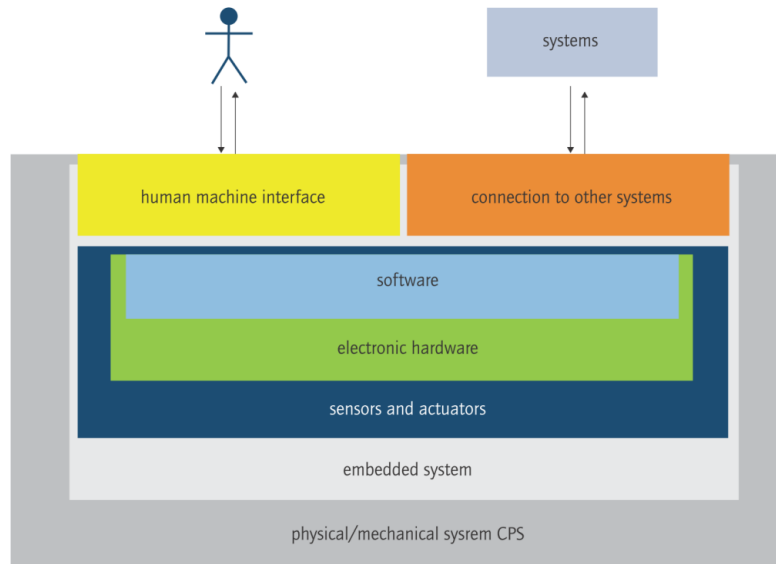 systems
human machine interface
connection to other systems
software
electronic hardware
sensors and actuators
embedded system
physical/mechanical sysrem CPS